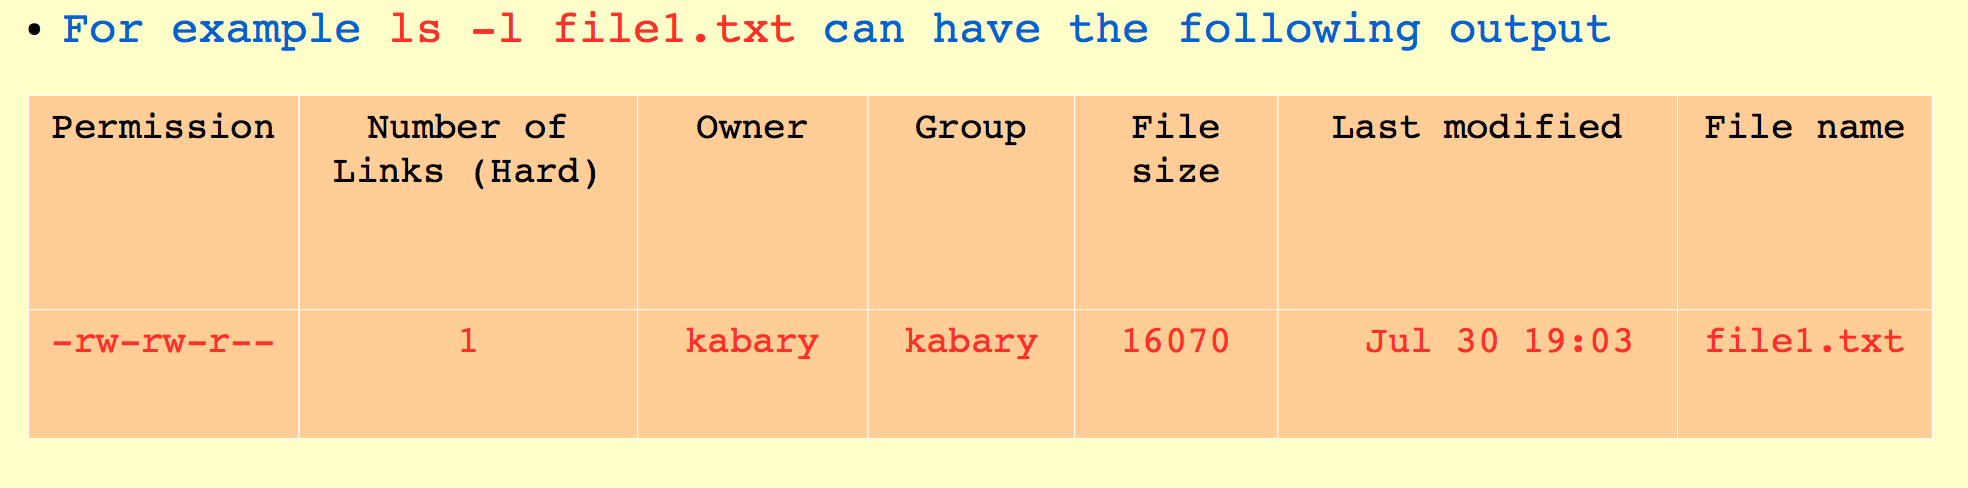 • For example ls -l file1.txt can have the following output
Permission Number of Links (Hard) Owner Group File size Last modified File name
-rw-rw-r-- 1 kabary kabary 16070 Jul 30 19:03 file1.txt